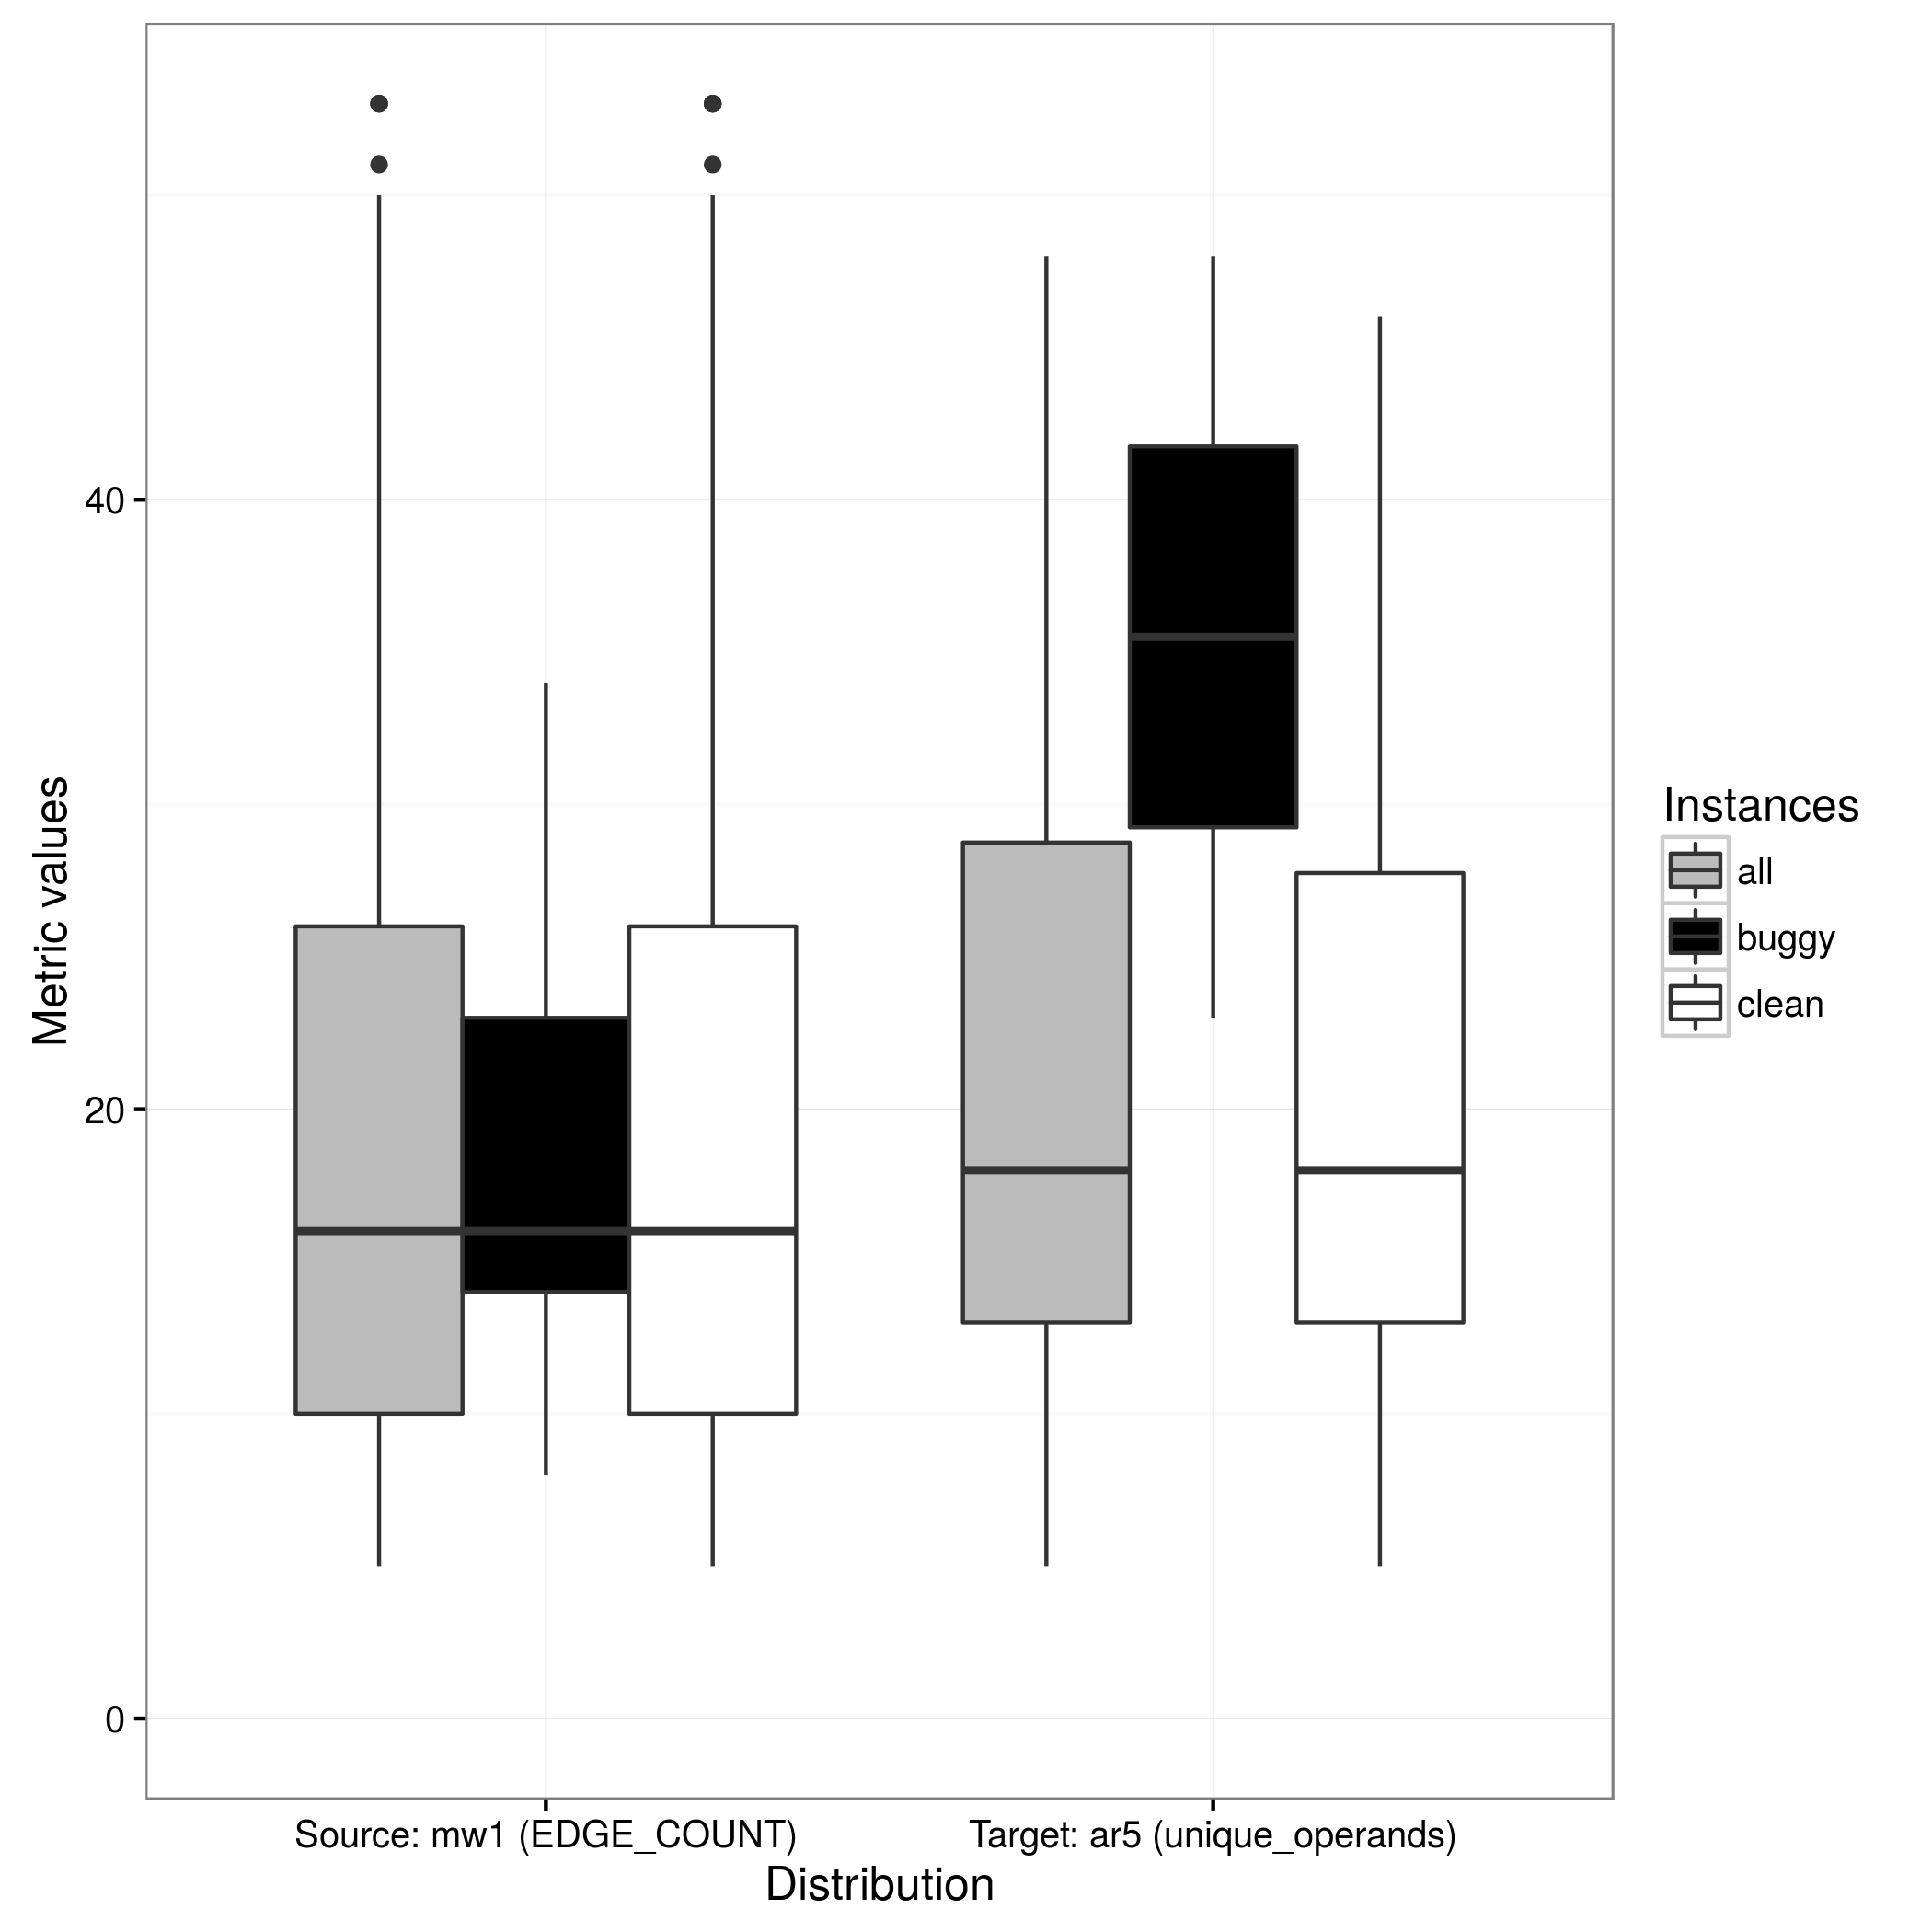 Metric values
40
20
0
Source: mw1 (EDGE_COUNT)
Target: ar5 (unique_operands)
Distribution
Instances
all
buggy
clean